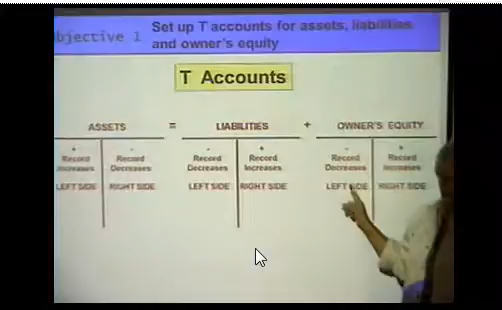 bjective 1 Set up T accounts for assets, liabilities
and owner's equity
T Accounts
ASSETS = LIABILITIES + OWNER'S EQUITY
+ - - + - +
Record Record Record Record Record Record
Increases Decreases Decreases Increases Decreases Increases
LEFT SIDE RIGHT SIDE LEFT SIDE RIGHT SIDE LEFT SIDE RIGHT SIDE